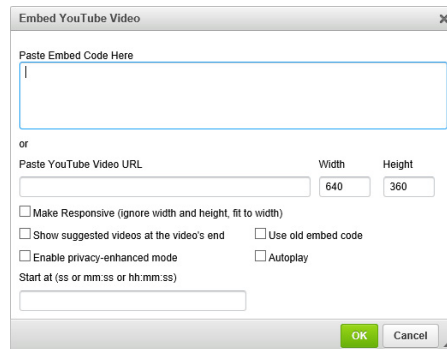 Embed YouTube Video
Paste Embed Code Here
or
Paste YouTube Video URL Width Height
640 360
Make Responsive (ignore width and height, fit to width)
Show suggested videos at the video's end Use old embed code
Enable privacy-enhanced mode Autoplay
Start at (ss or mm:ss or hh:mm:ss)
OK Cancel